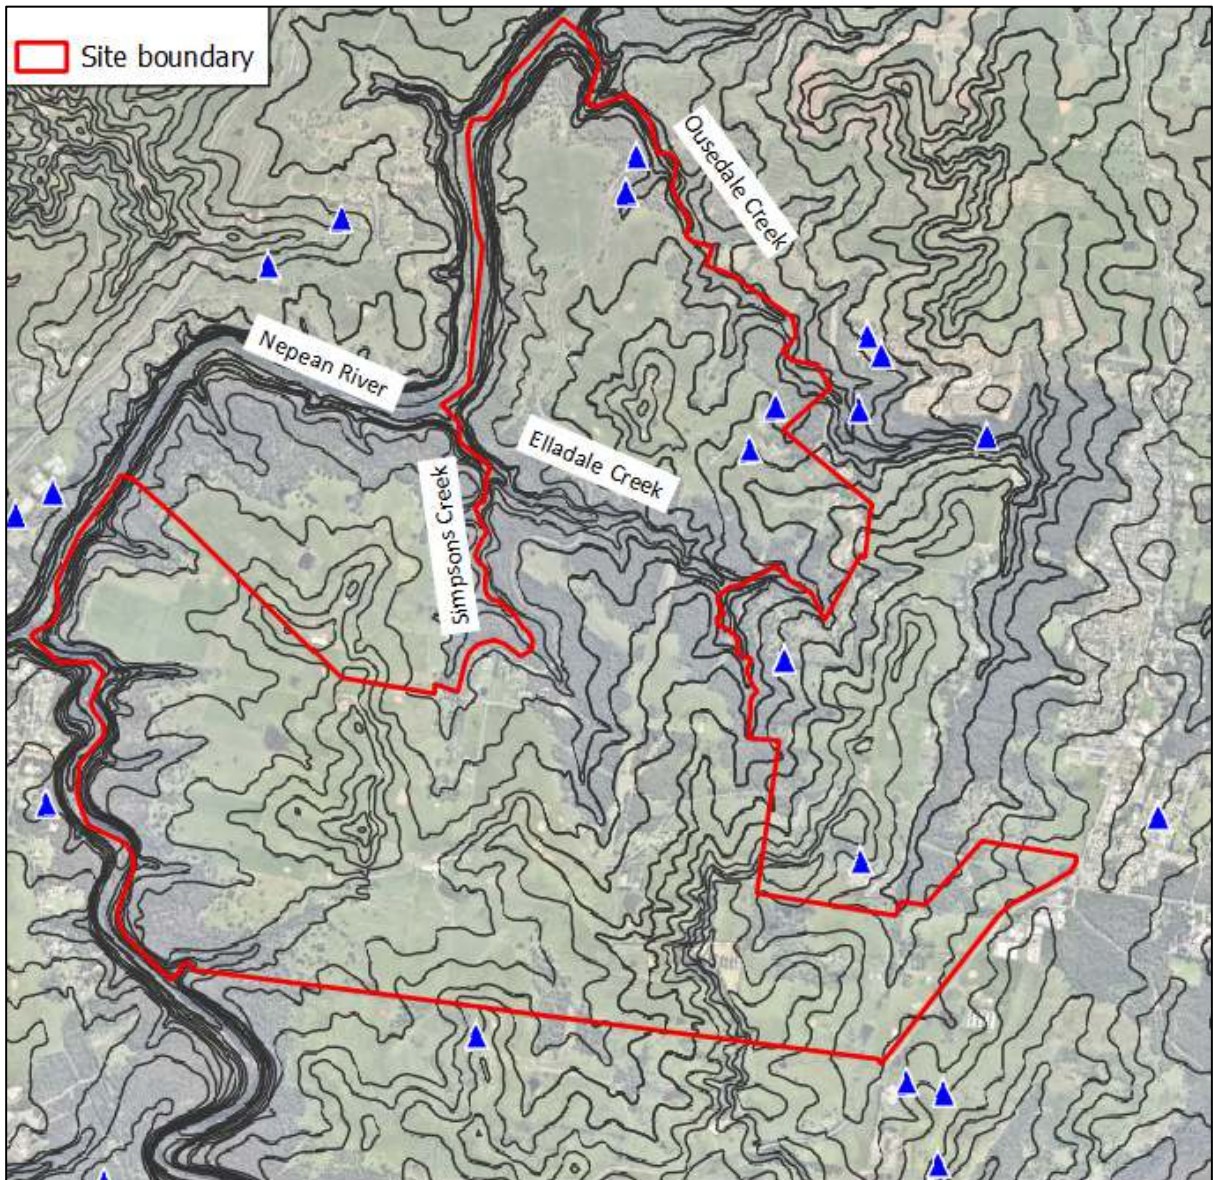 Site boundary
Ousedale Creek
Nepean River
Elladale Creek
Simpsons Creek